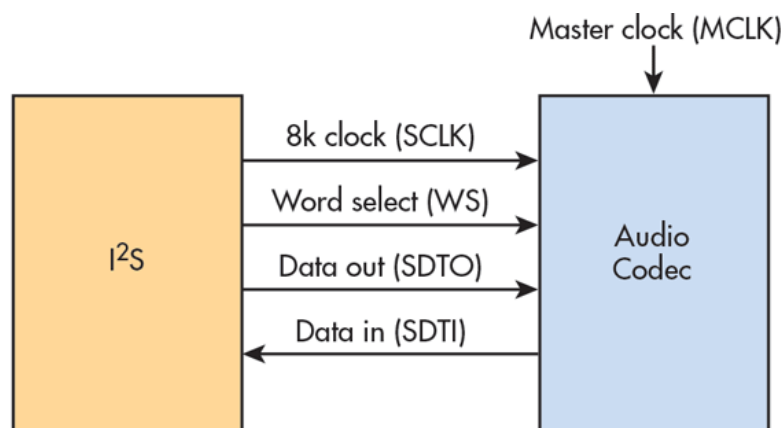 Master clock (MCLK)
8k clock (SCLK)
Word select (WS)
I²S
Data out (SDTO)
Audio
Codec
Data in (SDTI)